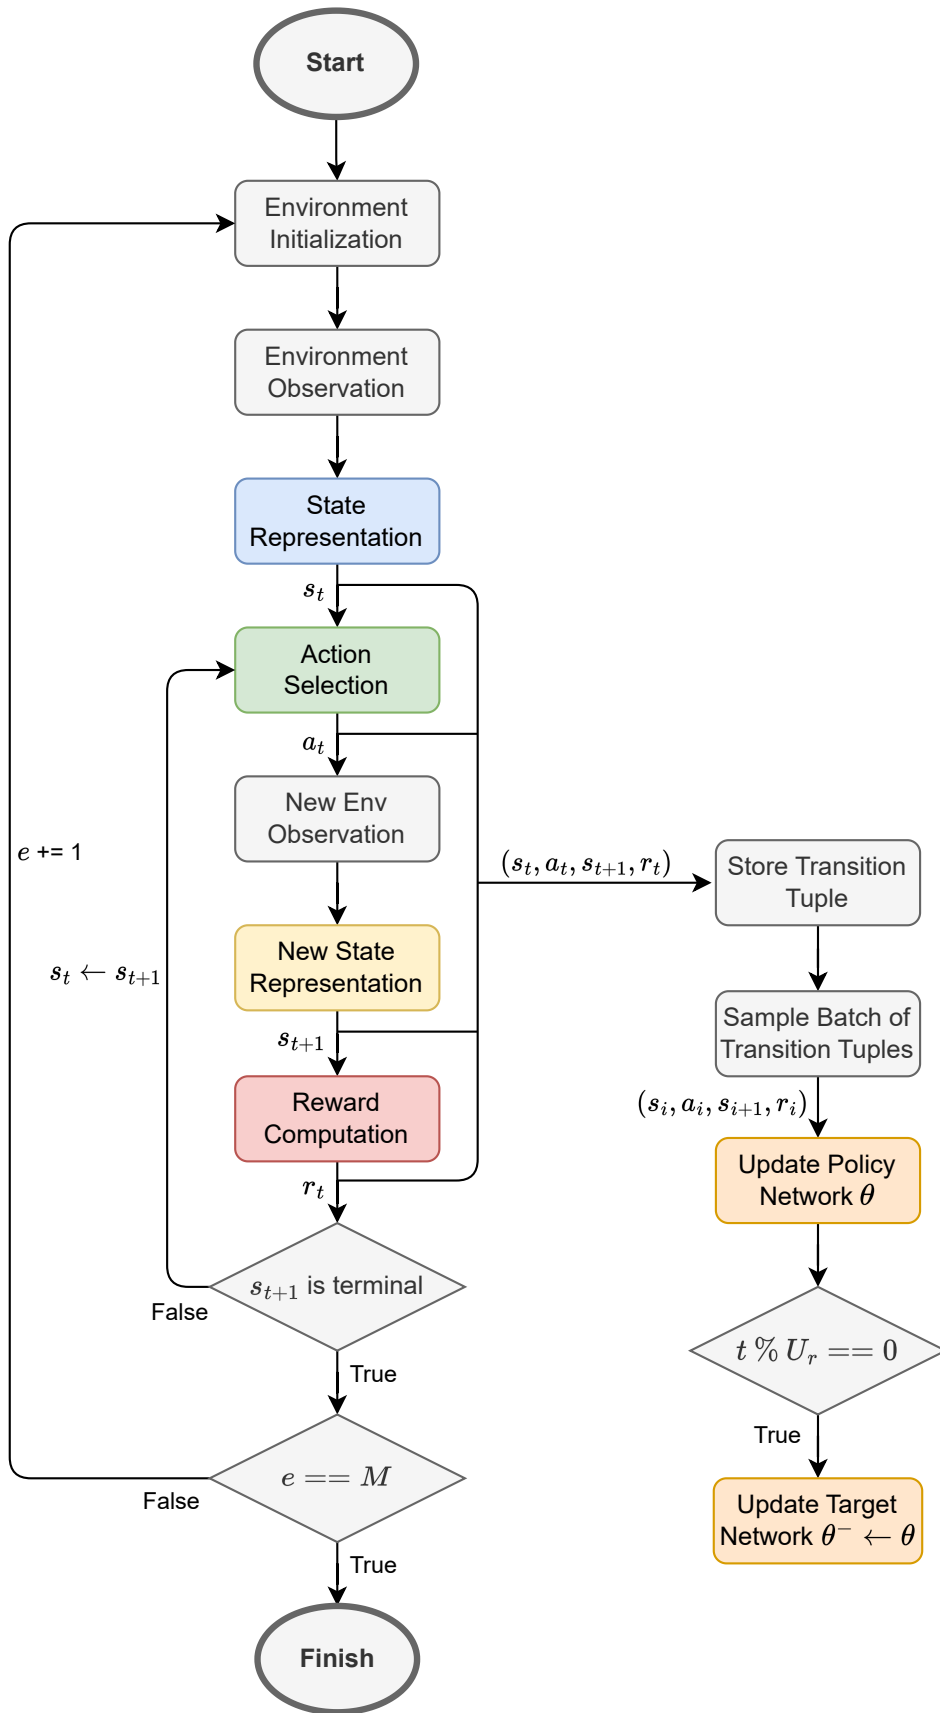 Start
Environment
Initialization
Environment
Observation
State
Representation
s_t
Action
Selection
a_t
New Env
Observation
e += 1
(s_t, a_t, s_{t+1}, r_t)
Store Transition
Tuple
New State
Representation
s_t ← s_{t+1}
s_{t+1}
Sample Batch of
Transition Tuples
Reward
Computation
(s_i, a_i, s_{i+1}, r_i)
r_t
Update Policy
Network θ
s_{t+1} is terminal
False
True
t % U_r == 0
True
e == M
False
True
Update Target
Network θ⁻ ← θ
Finish